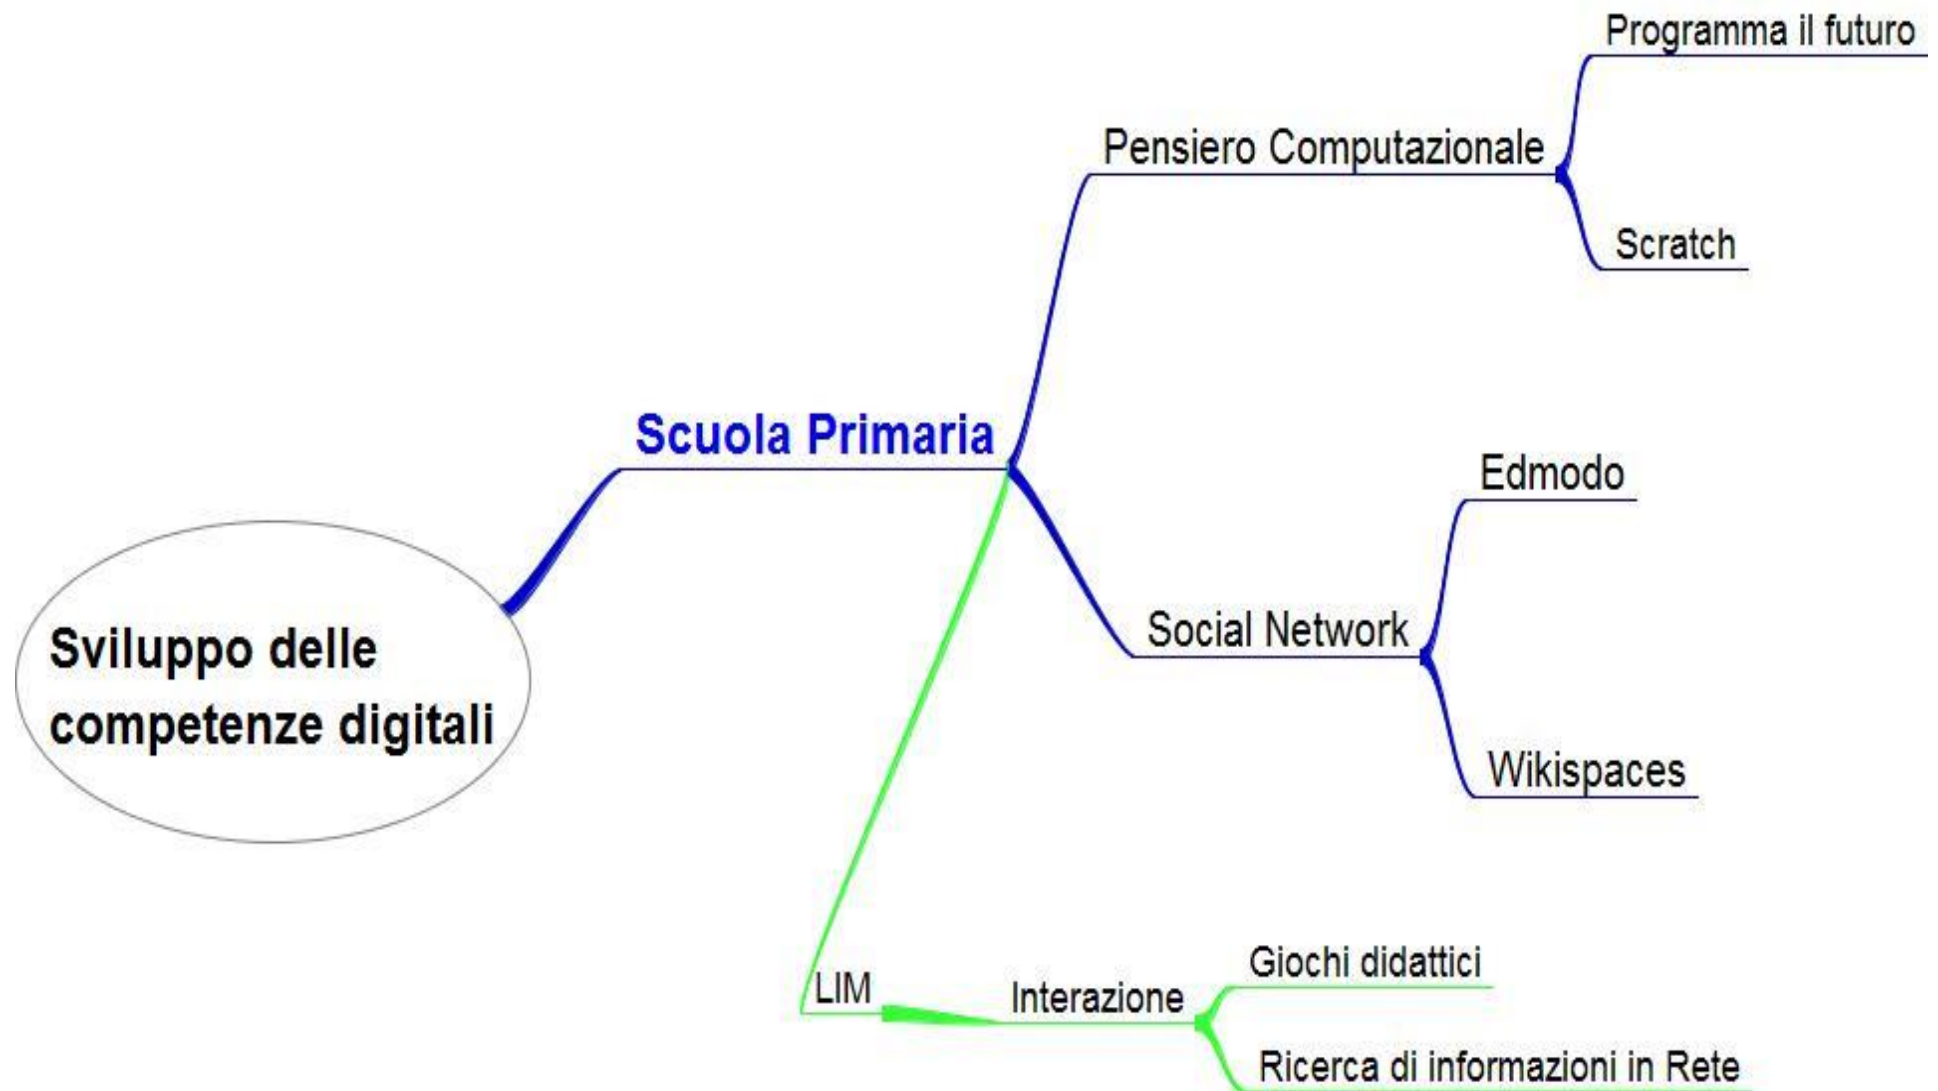 Programma il futuro
Pensiero Computazionale
Scratch
Scuola Primaria
Edmodo
Social Network
Sviluppo delle
competenze digitali
Wikispaces
Giochi didattici
LIM
Interazione
Ricerca di informazioni in Rete